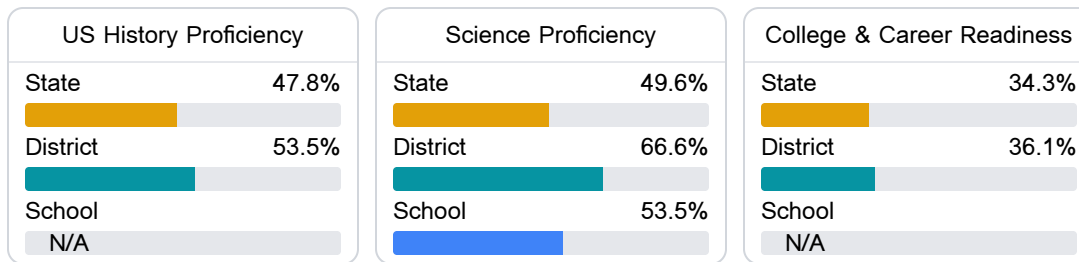 US History Proficiency
State 47.8%
District 53.5%
School
N/A
Science Proficiency
State 49.6%
District 66.6%
School 53.5%
College & Career Readiness
State 34.3%
District 36.1%
School
N/A